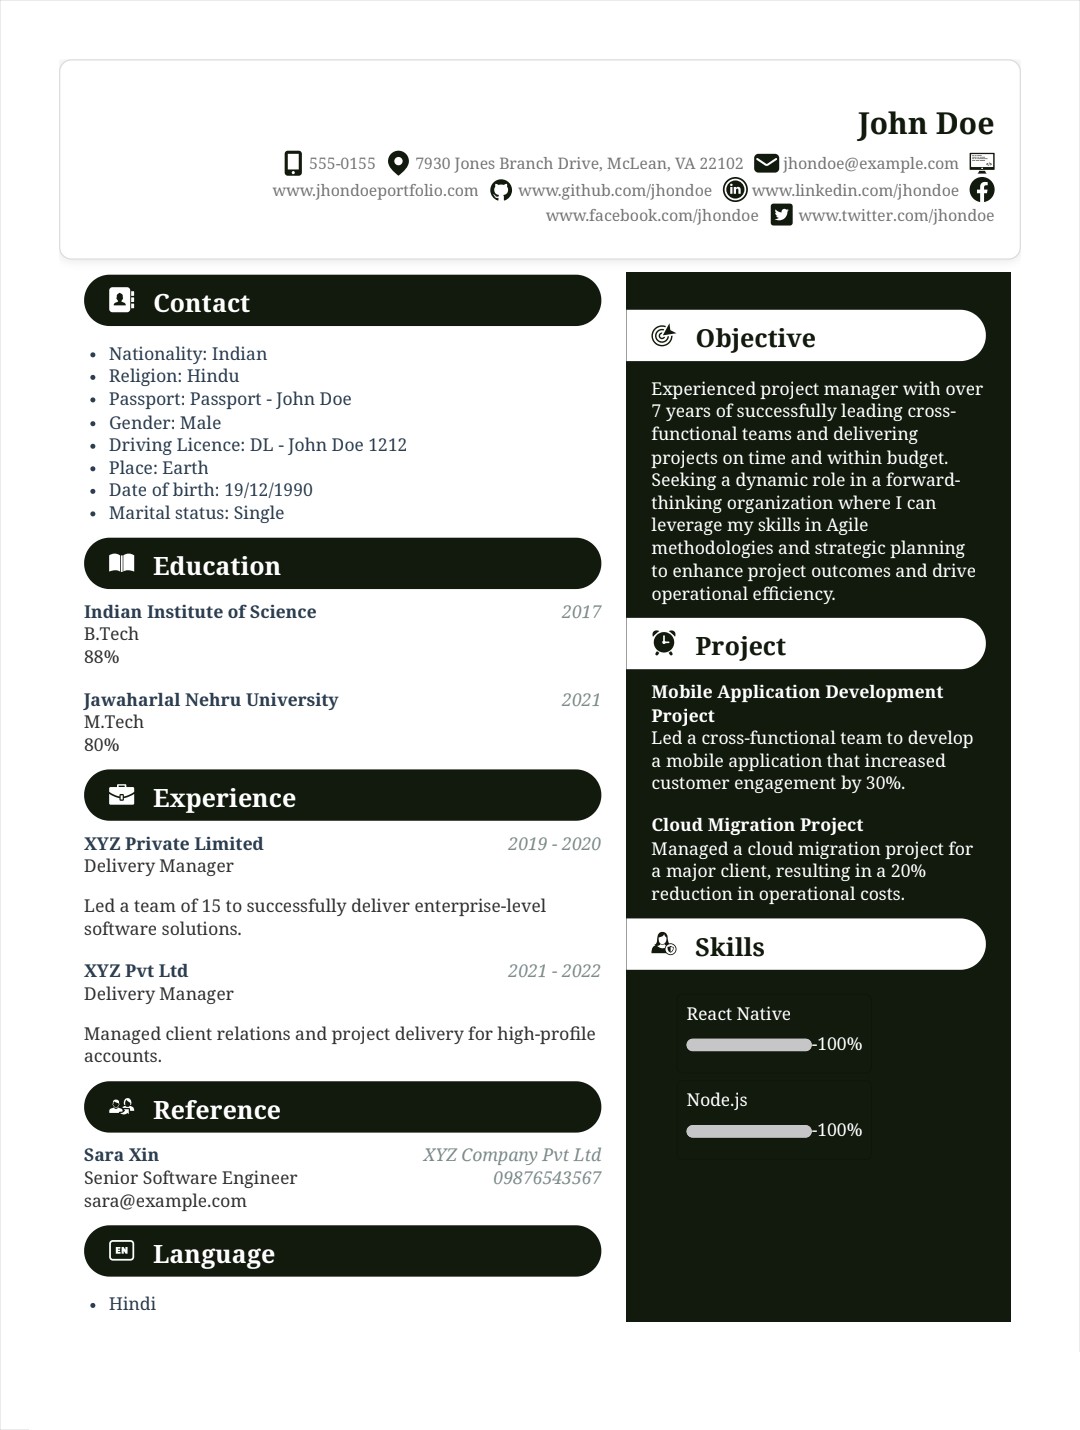 John Doe
555-0155 7930 Jones Branch Drive, McLean, VA 22102 jhondoe@example.com
www.jhondoeportfolio.com www.github.com/jhondoe www.linkedin.com/jhondoe
www.facebook.com/jhondoe www.twitter.com/jhondoe
Contact
• Nationality: Indian
• Religion: Hindu
• Passport: Passport - John Doe
• Gender: Male
• Driving Licence: DL - John Doe 1212
• Place: Earth
• Date of birth: 19/12/1990
• Marital status: Single
Education
Indian Institute of Science 2017
B.Tech
88%
Jawaharlal Nehru University 2021
M.Tech
80%
Experience
XYZ Private Limited 2019 - 2020
Delivery Manager
Led a team of 15 to successfully deliver enterprise-level
software solutions.
XYZ Pvt Ltd 2021 - 2022
Delivery Manager
Managed client relations and project delivery for high-profile
accounts.
Reference
Sara Xin XYZ Company Pvt Ltd
Senior Software Engineer 09876543567
sara@example.com
EN Language
• Hindi
Objective
Experienced project manager with over
7 years of successfully leading cross-
functional teams and delivering
projects on time and within budget.
Seeking a dynamic role in a forward-
thinking organization where I can
leverage my skills in Agile
methodologies and strategic planning
to enhance project outcomes and drive
operational efficiency.
Project
Mobile Application Development
Project
Led a cross-functional team to develop
a mobile application that increased
customer engagement by 30%.
Cloud Migration Project
Managed a cloud migration project for
a major client, resulting in a 20%
reduction in operational costs.
Skills
React Native
-100%
Node.js
-100%